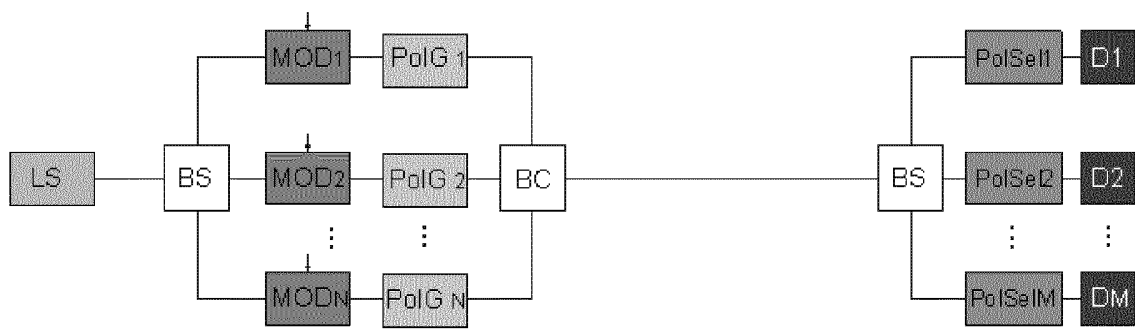 MOD1 PolG 1 PolSel1 D1
LS BS MOD2 PolG 2 BC BS PolSel2 D2
MODN PolG N PolSelM DM